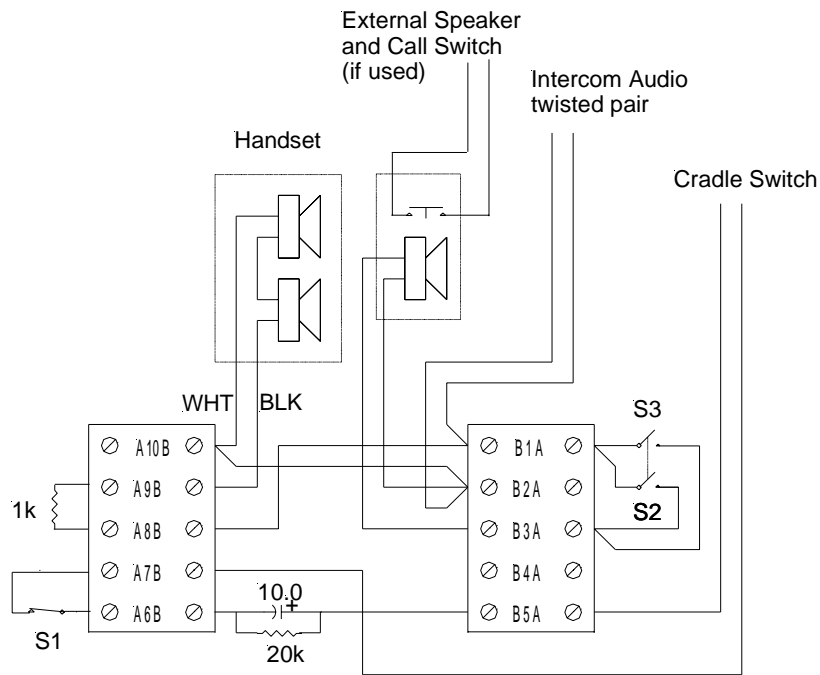 External Speaker
and Call Switch
(if used)
Intercom Audio
twisted pair
Handset
Cradle Switch
WHT
BLK
S3
A10B
B1A
1k
A9B
B2A
S2
A8B
B3A
A7B
B4A
10.0
+
A6B
B5A
S1
20k